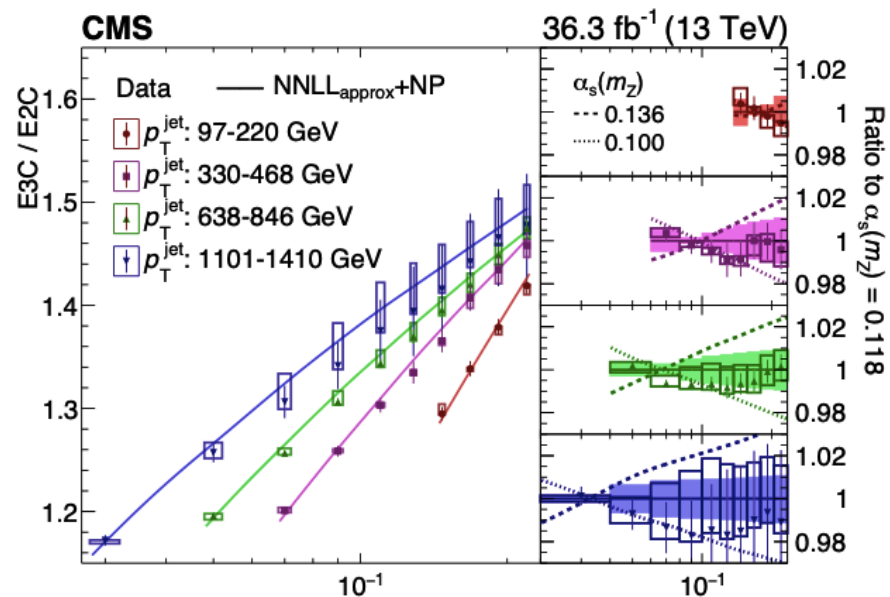 CMS
36.3 fb⁻¹ (13 TeV)
E3C / E2C
1.6
1.5
1.4
1.3
1.2
10⁻¹
Data
NNLL_approx+NP
p_T^jet: 97-220 GeV
p_T^jet: 330-468 GeV
p_T^jet: 638-846 GeV
p_T^jet: 1101-1410 GeV
α_s(m_Z)
0.136
0.100
1.02
1
0.98
1.02
1
0.98
1.02
1
0.98
1.02
1
0.98
10⁻¹
Ratio to α_s(m_Z) = 0.118